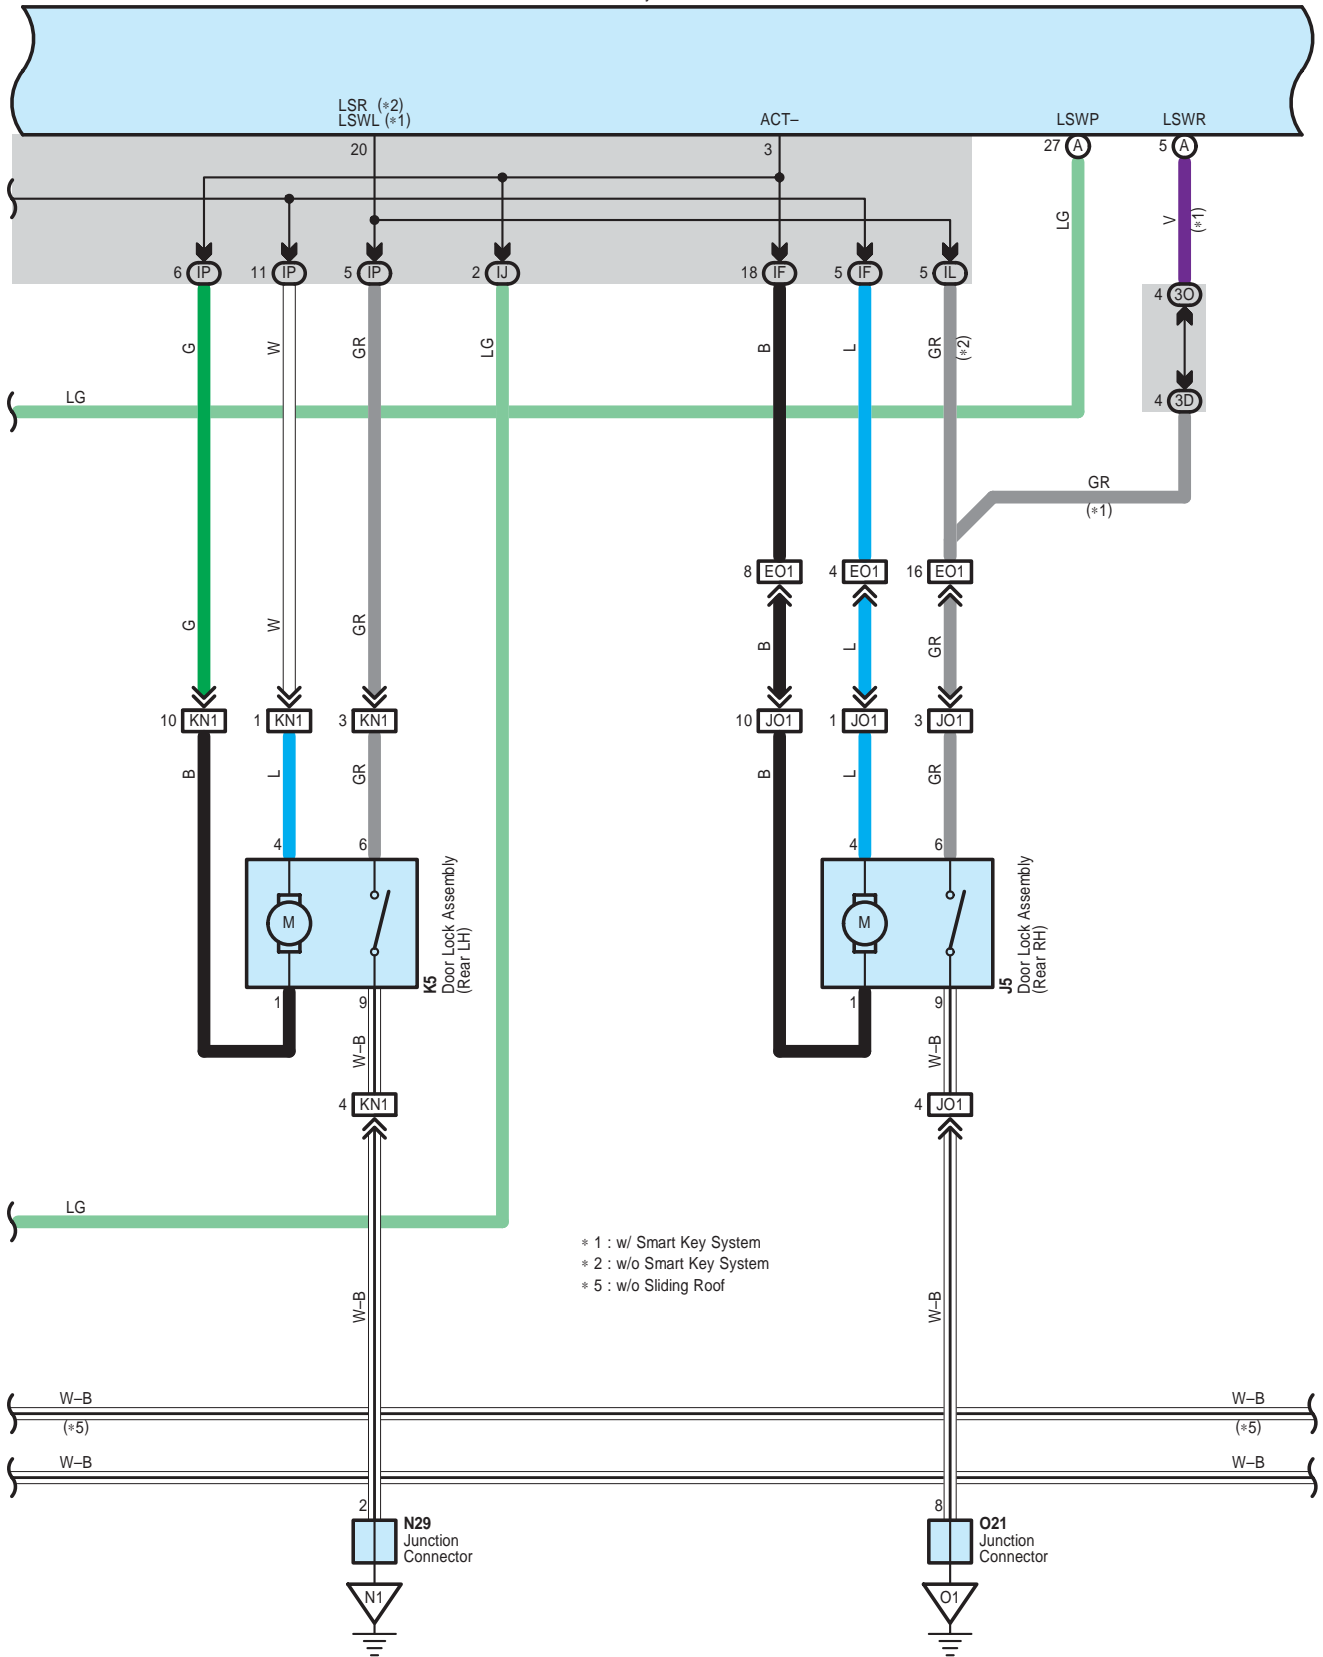 LSR (∗2)
LSWL (∗1)
ACT–
LSWP
LSWR
20
3
27 A
5 A
LG
V
(∗1)
6 IP
11 IP
5 IP
2 IJ
18 IF
5 IF
5 IL
4 3O
G
W
GR
LG
B
L
GR
(∗2)
LG
4 3D
GR
(∗1)
8 EO1
4 EO1
16 EO1
G
W
GR
B
L
GR
10 KN1
1 KN1
3 KN1
10 JO1
1 JO1
3 JO1
B
L
GR
B
L
GR
4
6
4
6
M
M
K5
Door Lock Assembly
(Rear LH)
J5
Door Lock Assembly
(Rear RH)
1
9
1
9
W–B
W–B
4 KN1
4 JO1
LG
∗ 1 : w/ Smart Key System
∗ 2 : w/o Smart Key System
∗ 5 : w/o Sliding Roof
W–B
W–B
W–B
(∗5)
W–B
(∗5)
W–B
W–B
2
8
N29
Junction
Connector
O21
Junction
Connector
N1
O1